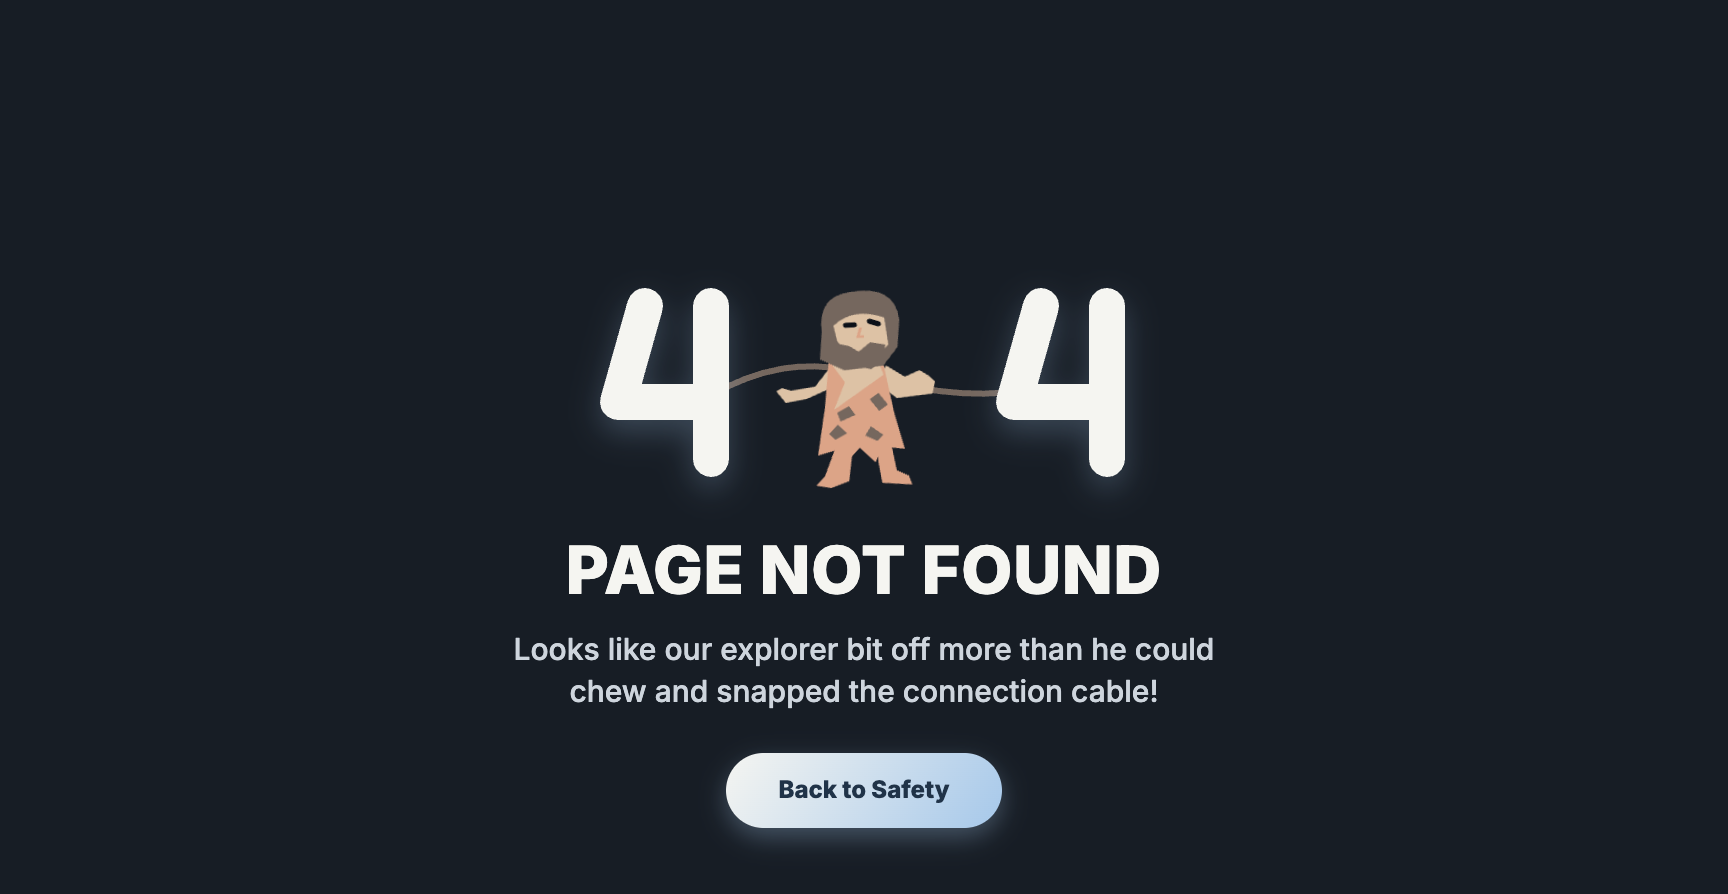 4 4
PAGE NOT FOUND
Looks like our explorer bit off more than he could
chew and snapped the connection cable!
Back to Safety